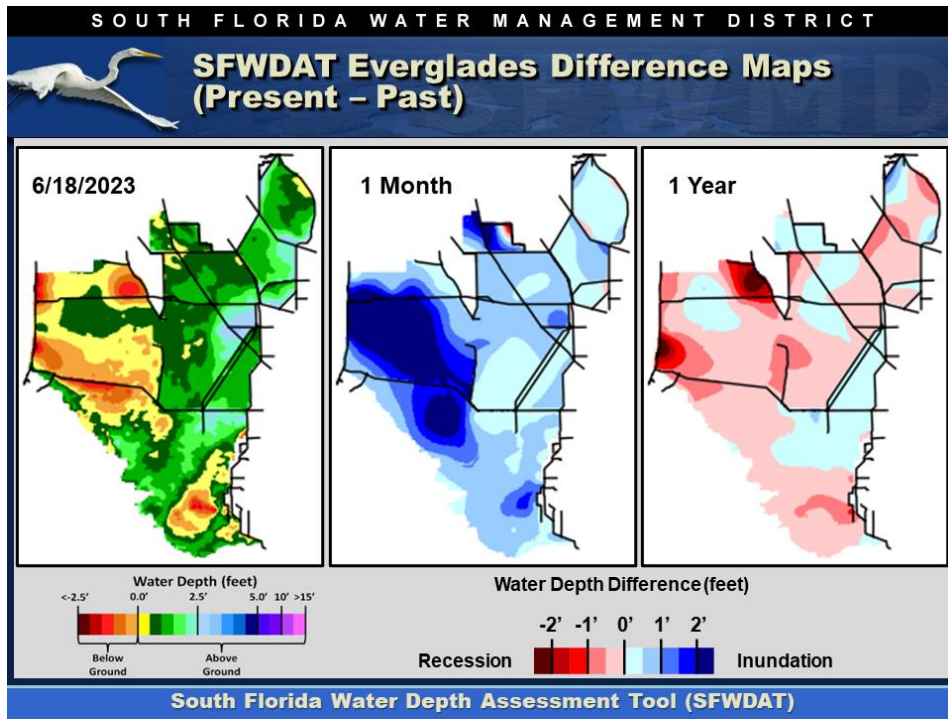 SOUTH FLORIDA WATER MANAGEMENT DISTRICT
SFWDAT Everglades Difference Maps
(Present – Past)
SFWMD
6/18/2023
1 Month
1 Year
Water Depth (feet)
<-2.5' 0.0' 2.5' 5.0' 10' >15'
Below
Ground
Above
Ground
Water Depth Difference (feet)
-2' -1' 0' 1' 2'
Recession
Inundation
South Florida Water Depth Assessment Tool (SFWDAT)